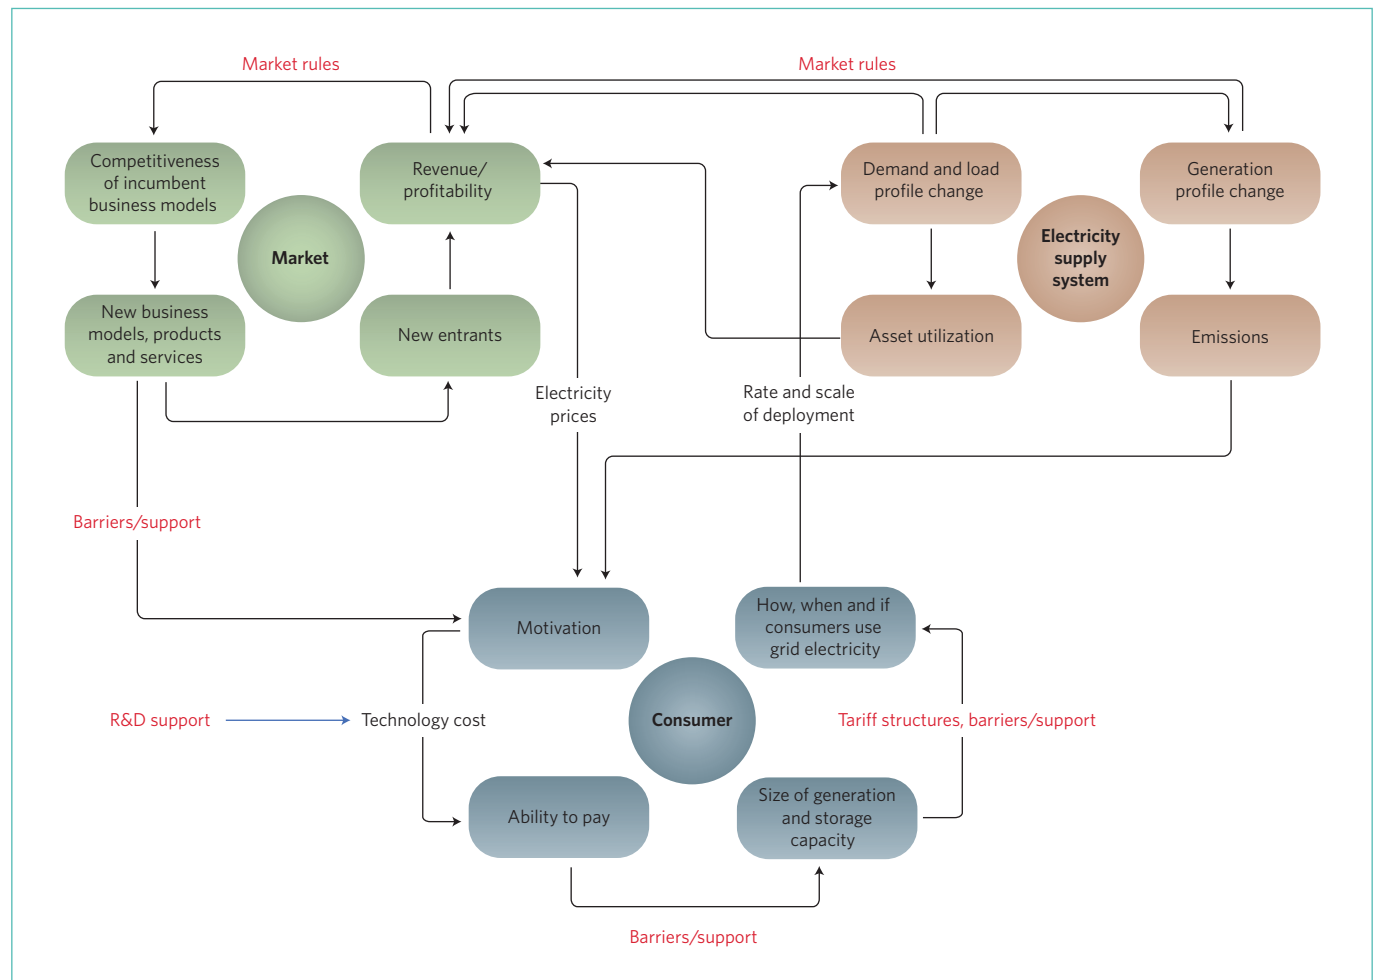 Market rules
Market rules
Competitiveness
of incumbent
business models
Revenue/
profitability
Demand and load
profile change
Generation
profile change
Market
Electricity
supply
system
New business
models, products
and services
New entrants
Asset utilization
Emissions
Electricity
prices
Rate and scale
of deployment
Barriers/support
Motivation
How, when and if
consumers use
grid electricity
R&D support
Technology cost
Consumer
Tariff structures, barriers/support
Ability to pay
Size of generation
and storage
capacity
Barriers/support